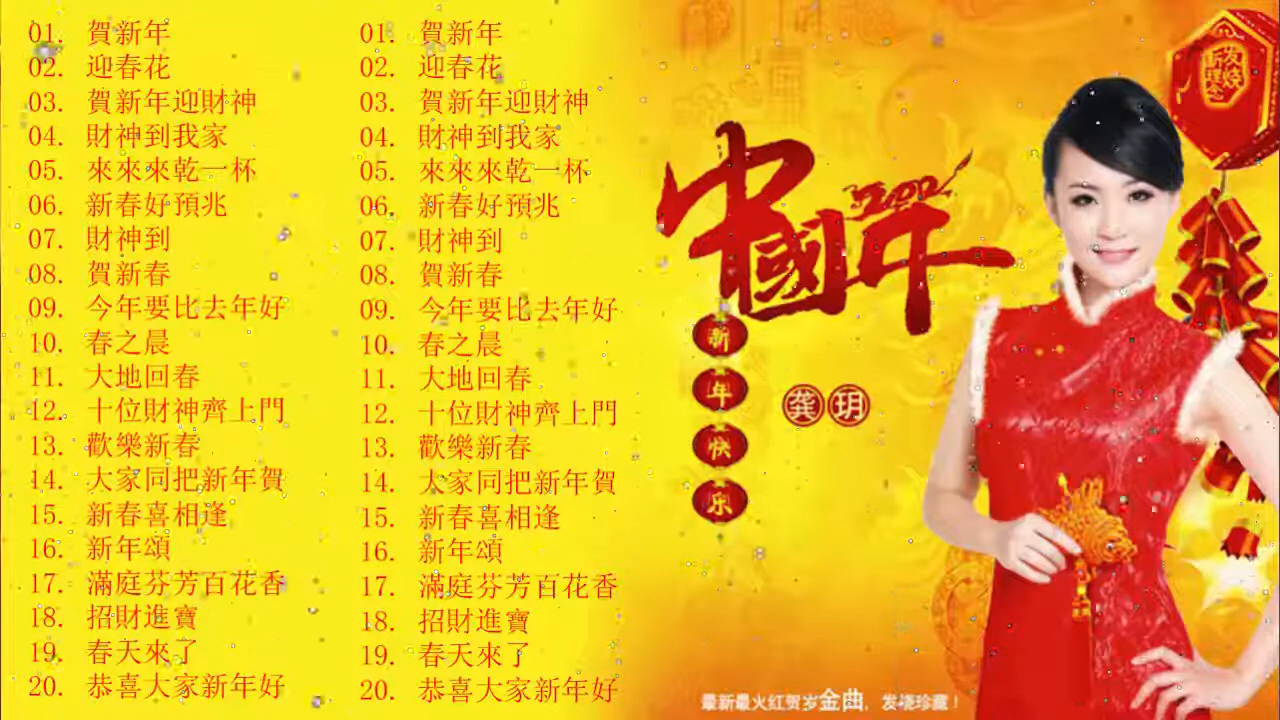 01. 賀新年
02. 迎春花
03. 賀新年迎財神
04. 財神到我家
05. 來來來乾一杯
06. 新春好預兆
07. 財神到
08. 賀新春
09. 今年要比去年好
10. 春之晨
11. 大地回春
12. 十位財神齊上門
13. 歡樂新春
14. 大家同把新年賀
15. 新春喜相逢
16. 新年頌
17. 滿庭芬芳百花香
18. 招財進寶
19. 春天來了
20. 恭喜大家新年好
01. 賀新年
02. 迎春花
03. 賀新年迎財神
04. 財神到我家
05. 來來來乾一杯
06. 新春好預兆
07. 財神到
08. 賀新春
09. 今年要比去年好
10. 春之晨
11. 大地回春
12. 十位財神齊上門
13. 歡樂新春
14. 大家同把新年賀
15. 新春喜相逢
16. 新年頌
17. 滿庭芬芳百花香
18. 招財進寶
19. 春天來了
20. 恭喜大家新年好
中國年
新年快乐
龚玥
最新最火红贺岁金曲，发烧珍藏！